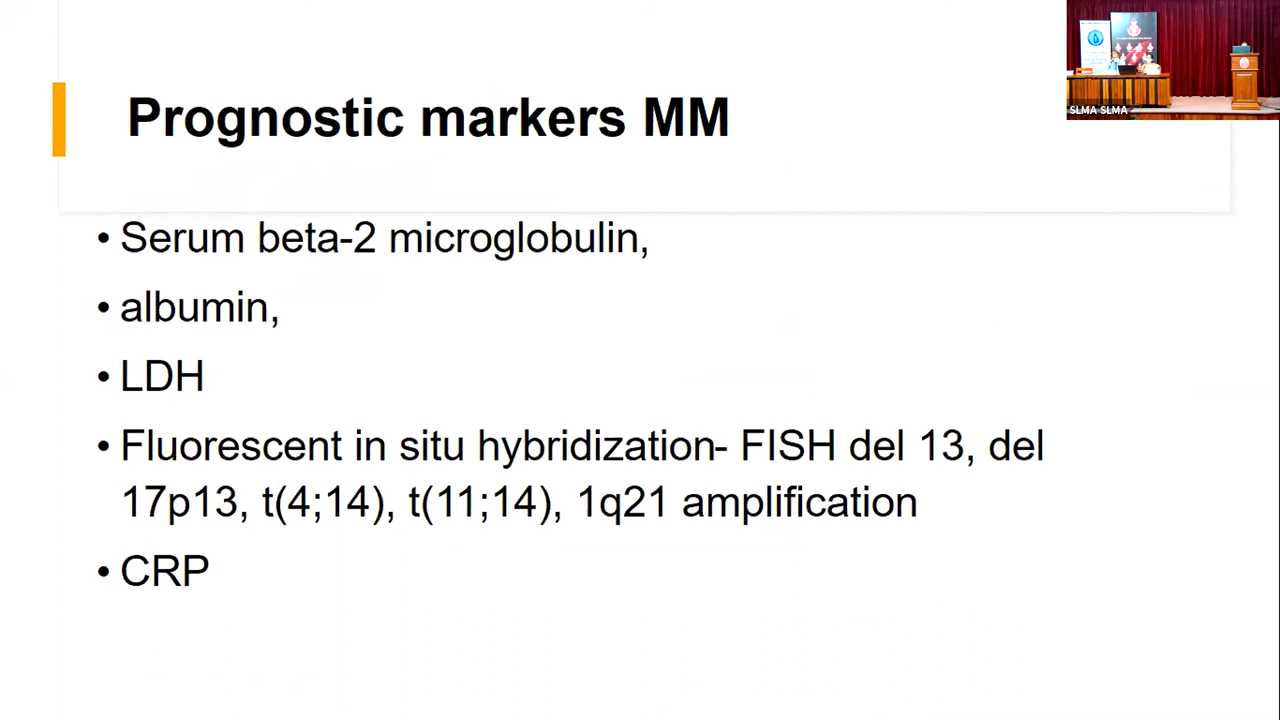 Prognostic markers MM
• Serum beta-2 microglobulin,
• albumin,
• LDH
• Fluorescent in situ hybridization- FISH del 13, del
17p13, t(4;14), t(11;14), 1q21 amplification
• CRP
SLMA SLMA